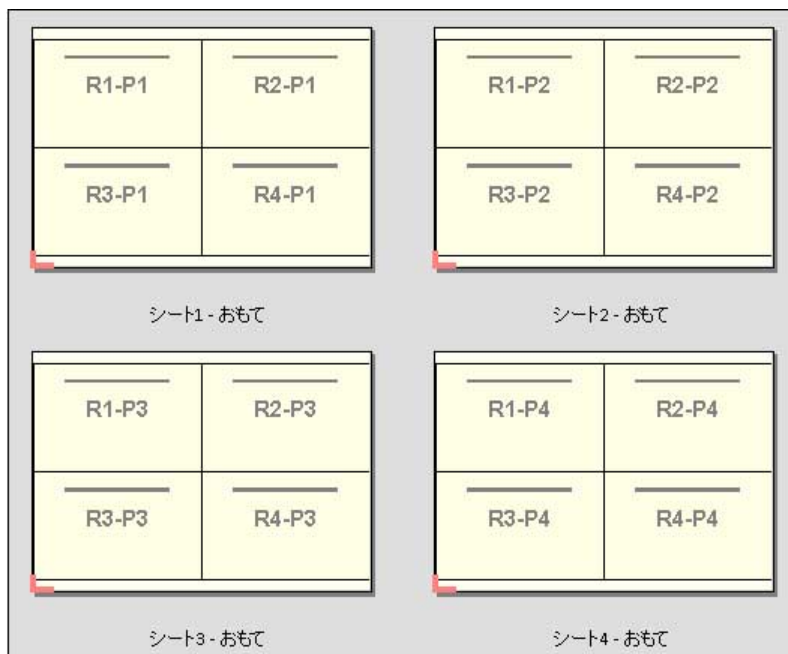 R1-P1 R2-P1
R3-P1 R4-P1
シート1 - おもて
R1-P2 R2-P2
R3-P2 R4-P2
シート2 - おもて
R1-P3 R2-P3
R3-P3 R4-P3
シート3 - おもて
R1-P4 R2-P4
R3-P4 R4-P4
シート4 - おもて